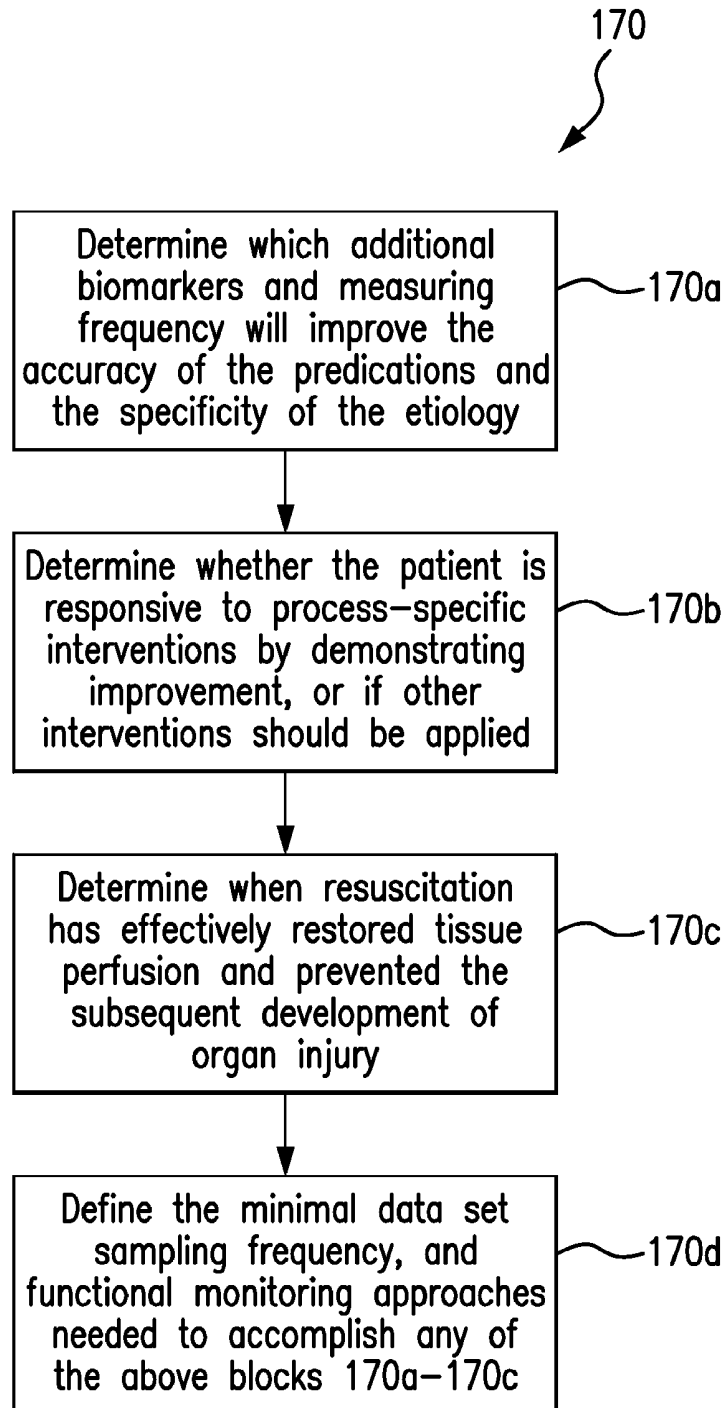 170
Determine which additional
biomarkers and measuring
frequency will improve the
accuracy of the predications and
the specificity of the etiology
170a
Determine whether the patient is
responsive to process-specific
interventions by demonstrating
improvement, or if other
interventions should be applied
170b
Determine when resuscitation
has effectively restored tissue
perfusion and prevented the
subsequent development of
organ injury
170c
Define the minimal data set
sampling frequency, and
functional monitoring approaches
needed to accomplish any of
the above blocks 170a-170c
170d